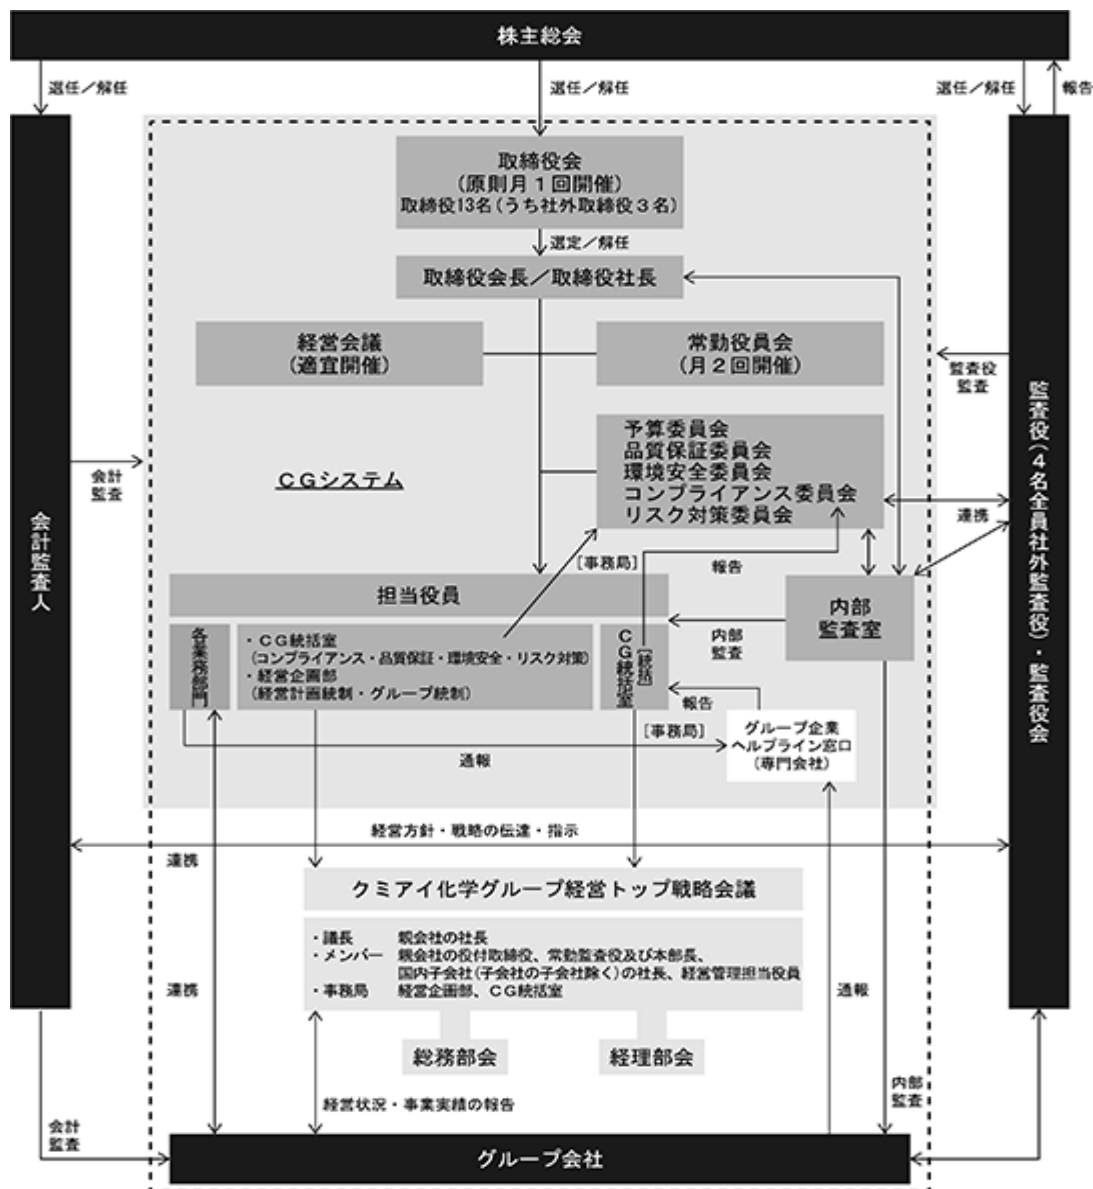 株主総会
選任／解任
選任／解任
選任／解任
報告
取締役会
(原則月１回開催)
取締役13名(うち社外取締役３名)
選定／解任
取締役会長／取締役社長
経営会議
(適宜開催)
常勤役員会
(月２回開催)
監査役
監査
予算委員会
品質保証委員会
環境安全委員会
コンプライアンス委員会
リスク対策委員会
ＣＧシステム
会計
監査
連携
[事務局]
報告
会計監査人
監査役(４名全員社外監査役)・監査役会
担当役員
内部
監査室
内部
監査
各業務部門
・ＣＧ統括室
(コンプライアンス・品質保証・環境安全・リスク対策)
・経営企画部
(経営計画統制・グループ統制)
ＣＧ統括室
[統括]
報告
[事務局]
グループ企業
ヘルプライン窓口
(専門会社)
通報
経営方針・戦略の伝達・指示
連携
クミアイ化学グループ経営トップ戦略会議
・議長 親会社の社長
・メンバー 親会社の役付取締役、常勤監査役及び本部長、
国内子会社(子会社の子会社除く)の社長、経営管理担当役員
・事務局 経営企画部、ＣＧ統括室
連携
通報
総務部会
経理部会
経営状況・事業実績の報告
内部
監査
会計
監査
グループ会社